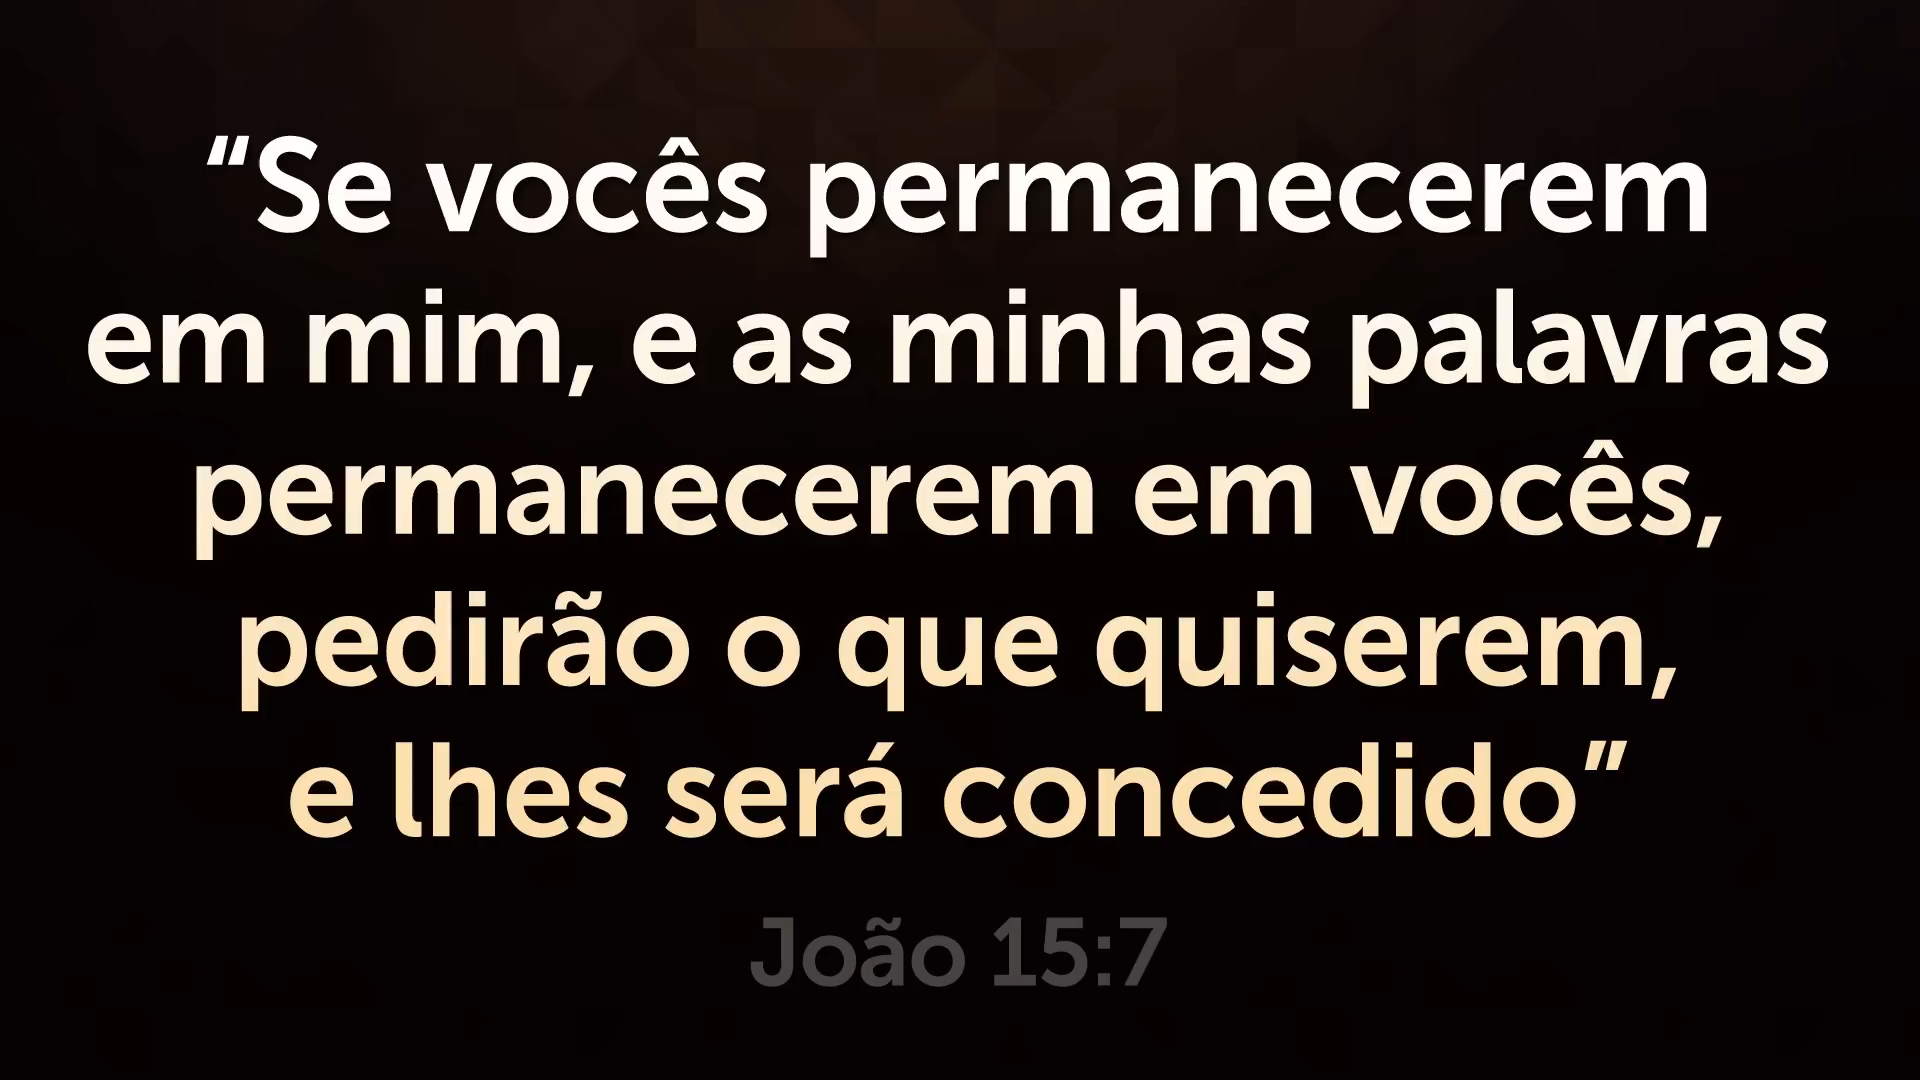 “Se vocês permanecerem
em mim, e as minhas palavras
permanecerem em vocês,
pedirão o que quiserem,
e lhes será concedido”
João 15:7